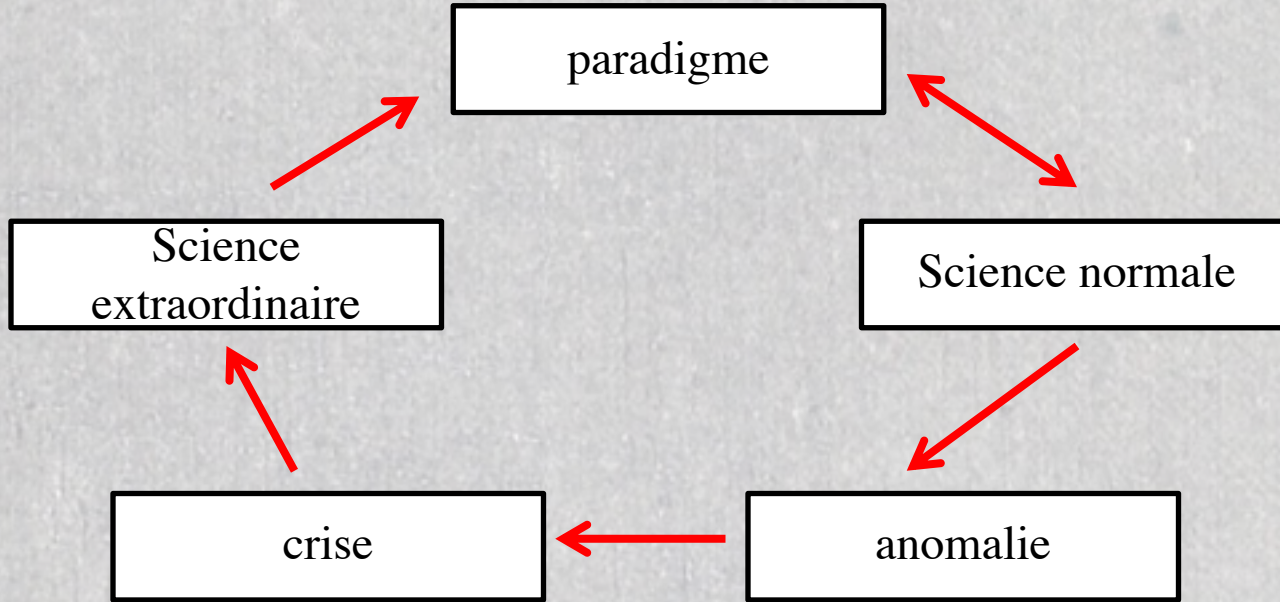 paradigme
Science
extraordinaire
Science normale
crise
anomalie